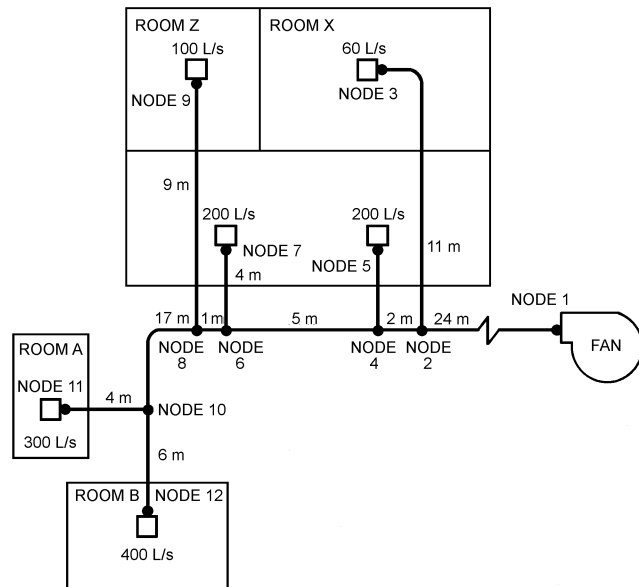 ROOM Z
ROOM X
100 L/s
60 L/s
NODE 9
NODE 3
9 m
200 L/s
200 L/s
NODE 7
NODE 5
11 m
4 m
NODE 1
17 m
1m
5 m
2 m
24 m
FAN
NODE
8
NODE
6
NODE
4
NODE
2
ROOM A
NODE 11
4 m
NODE 10
300 L/s
6 m
ROOM B
NODE 12
400 L/s